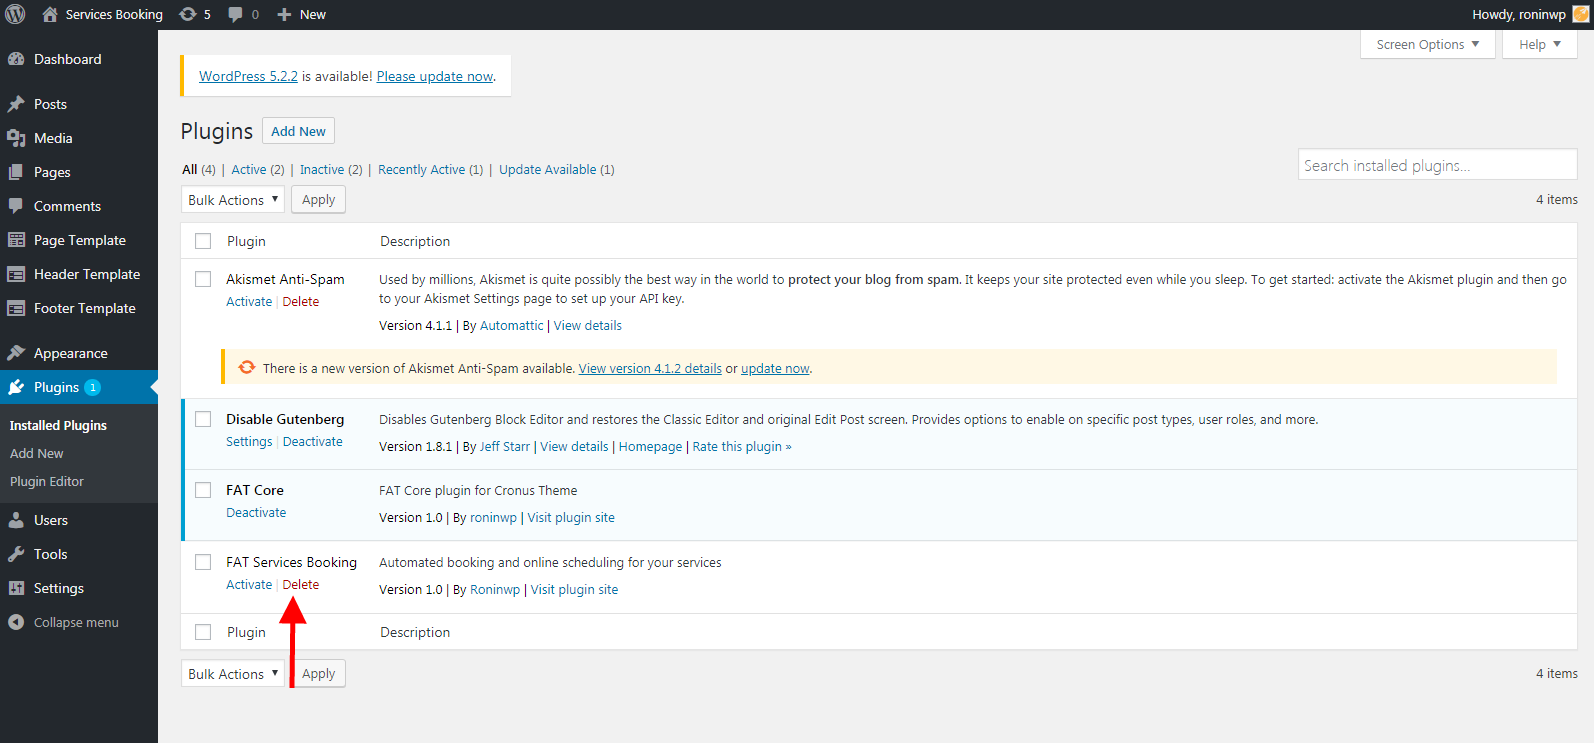 Services Booking 5 0 New Howdy, roninwp
Dashboard
Posts
Media
Pages
Comments
Page Template
Header Template
Footer Template
Appearance
Plugins 1
Installed Plugins
Add New
Plugin Editor
Users
Tools
Settings
Collapse menu
Screen Options Help
WordPress 5.2.2 is available! Please update now.
Plugins Add New
All (4) | Active (2) | Inactive (2) | Recently Active (1) | Update Available (1)
Search installed plugins...
Bulk Actions Apply 4 items
Plugin Description
Akismet Anti-Spam
Activate | Delete
Used by millions, Akismet is quite possibly the best way in the world to protect your blog from spam. It keeps your site protected even while you sleep. To get started: activate the Akismet plugin and then go
to your Akismet Settings page to set up your API key.
Version 4.1.1 | By Automattic | View details
There is a new version of Akismet Anti-Spam available. View version 4.1.2 details or update now.
Disable Gutenberg
Settings | Deactivate
Disables Gutenberg Block Editor and restores the Classic Editor and original Edit Post screen. Provides options to enable on specific post types, user roles, and more.
Version 1.8.1 | By Jeff Starr | View details | Homepage | Rate this plugin »
FAT Core
Deactivate
FAT Core plugin for Cronus Theme
Version 1.0 | By roninwp | Visit plugin site
FAT Services Booking
Activate | Delete
Automated booking and online scheduling for your services
Version 1.0 | By Roninwp | Visit plugin site
Plugin Description
Bulk Actions Apply 4 items